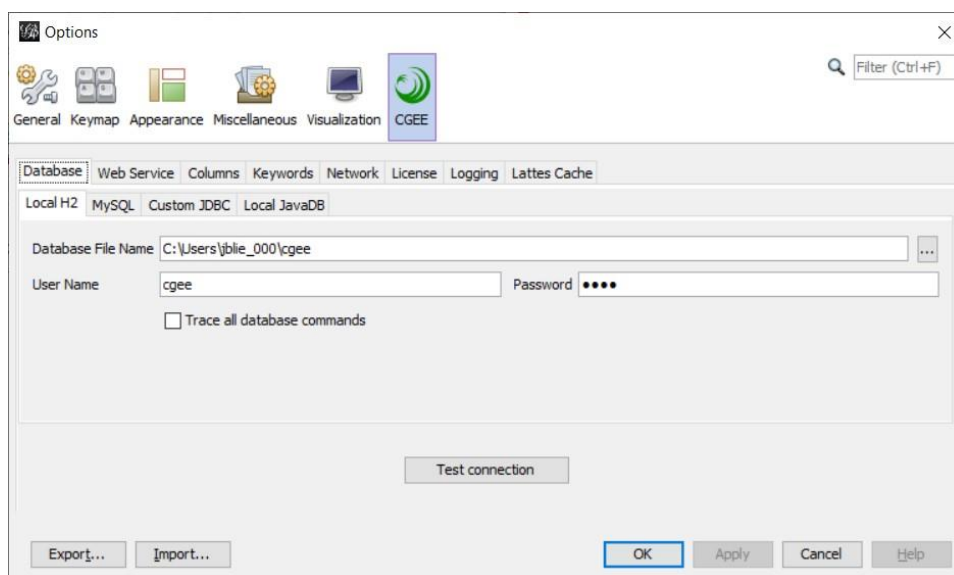 Options
Filter (Ctrl+F)
General Keymap Appearance Miscellaneous Visualization CGEE
Database Web Service Columns Keywords Network License Logging Lattes Cache
Local H2 MySQL Custom JDBC Local JavaDB
Database File Name C:\Users\jblie_000\cgee ...
User Name cgee Password ••••
Trace all database commands
Test connection
Export... Import... OK Apply Cancel Help